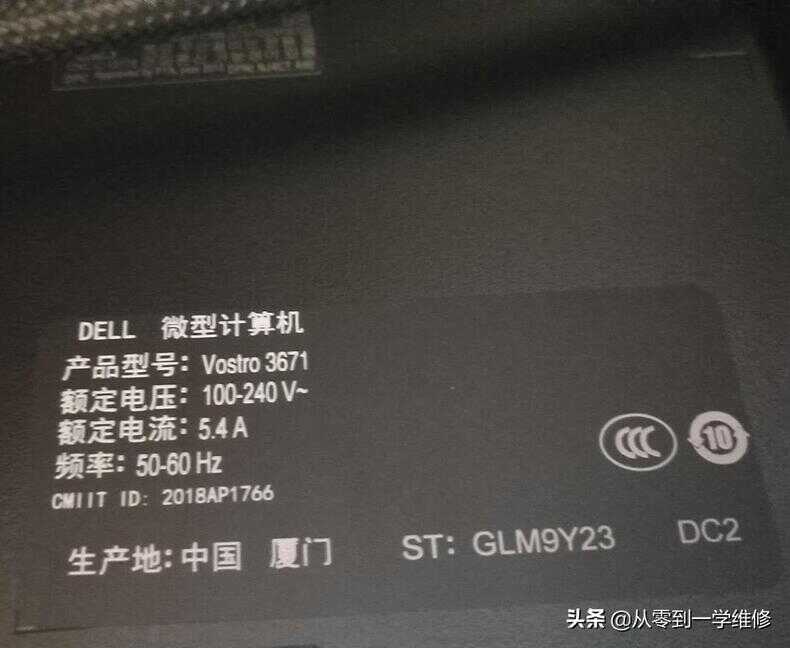 DELL 微型计算机
产品型号: Vostro 3671
额定电压: 100-240 V~
额定电流: 5.4 A
频率: 50-60 Hz
CMIIT ID: 2018AP1766
CCC
10
生产地: 中国 厦门 ST: GLM9Y23 DC2
头条 @从零到一学维修